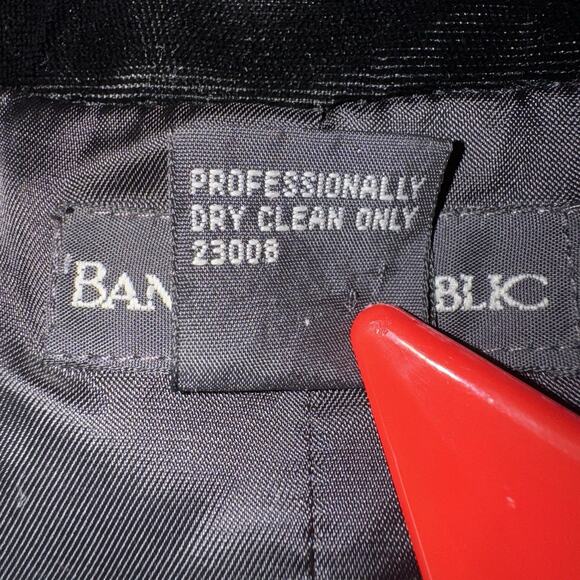 PROFESSIONALLY
DRY CLEAN ONLY
23008
BAN BLIC